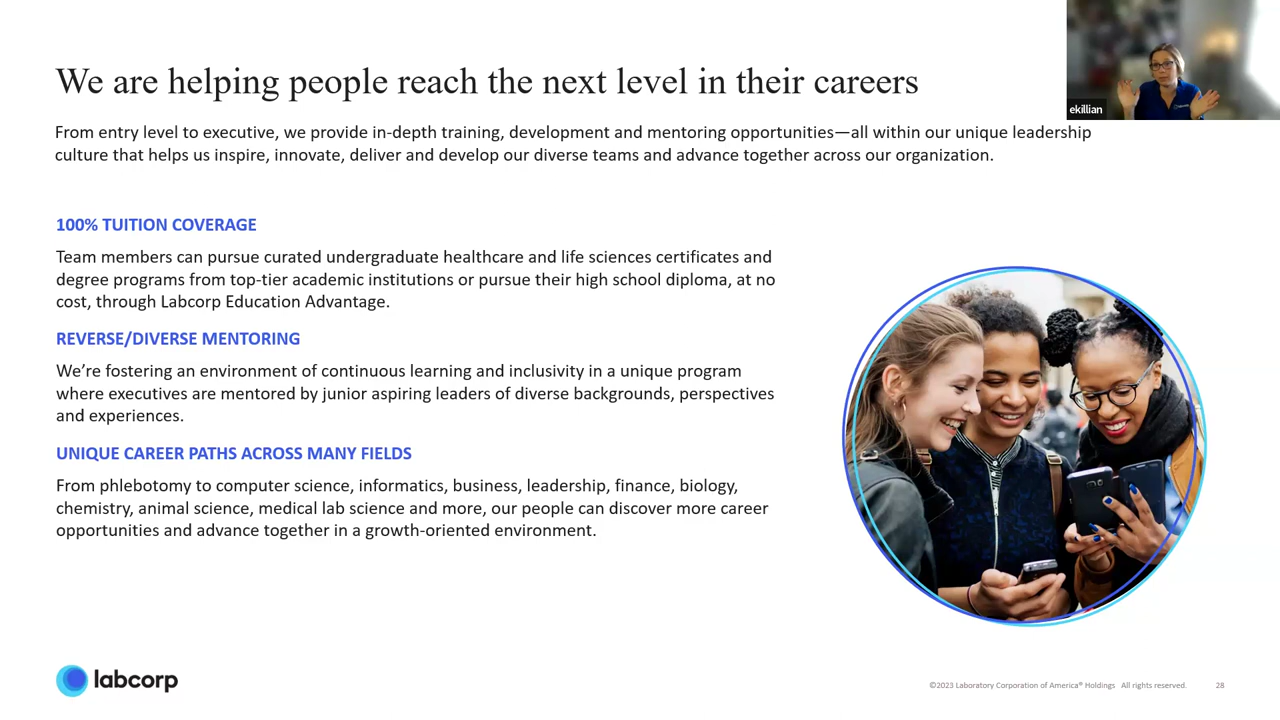 We are helping people reach the next level in their careers
ekillian
From entry level to executive, we provide in-depth training, development and mentoring opportunities—all within our unique leadership
culture that helps us inspire, innovate, deliver and develop our diverse teams and advance together across our organization.
100% TUITION COVERAGE
Team members can pursue curated undergraduate healthcare and life sciences certificates and
degree programs from top-tier academic institutions or pursue their high school diploma, at no
cost, through Labcorp Education Advantage.
REVERSE/DIVERSE MENTORING
We’re fostering an environment of continuous learning and inclusivity in a unique program
where executives are mentored by junior aspiring leaders of diverse backgrounds, perspectives
and experiences.
UNIQUE CAREER PATHS ACROSS MANY FIELDS
From phlebotomy to computer science, informatics, business, leadership, finance, biology,
chemistry, animal science, medical lab science and more, our people can discover more career
opportunities and advance together in a growth-oriented environment.
labcorp
©2023 Laboratory Corporation of America® Holdings All rights reserved. 28